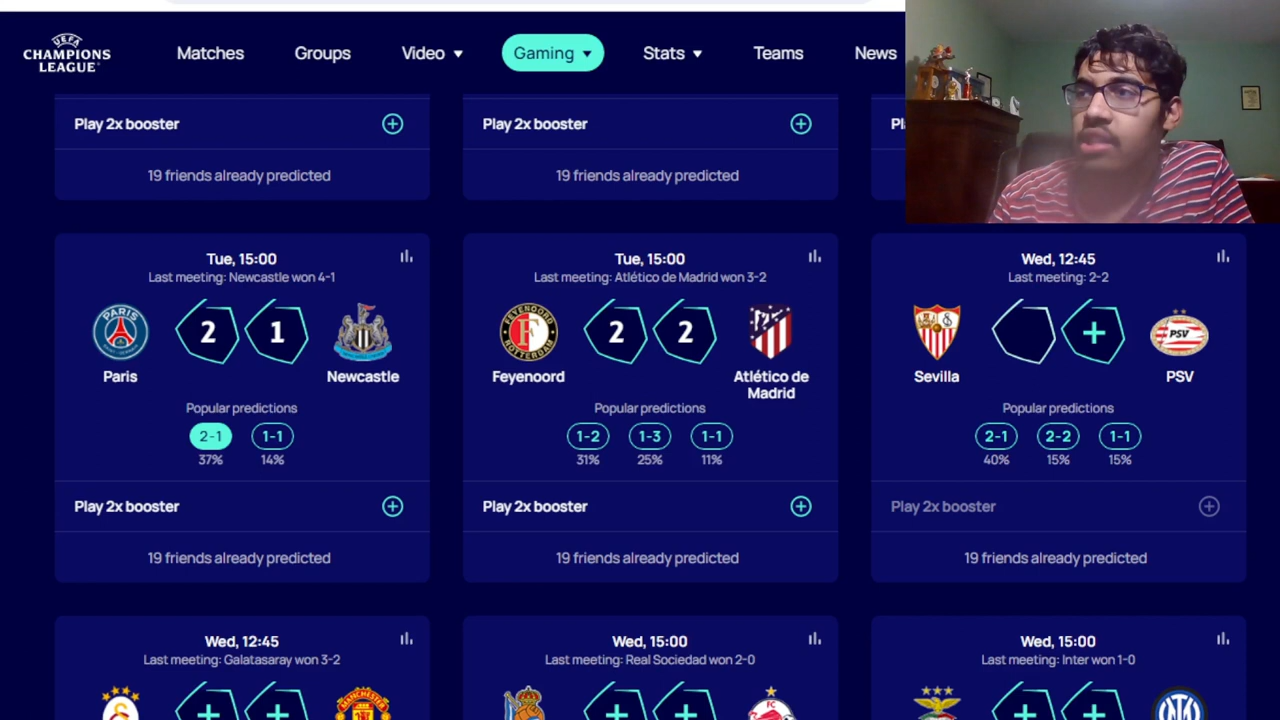 UEFA
CHAMPIONS
LEAGUE
Matches
Groups
Video
Gaming
Stats
Teams
News
Play 2x booster
Play 2x booster
19 friends already predicted
19 friends already predicted
Tue, 15:00
Last meeting: Newcastle won 4-1
PARIS
2
1
Paris
Newcastle
Popular predictions
2-1
1-1
37%
14%
Play 2x booster
19 friends already predicted
Tue, 15:00
Last meeting: Atlético de Madrid won 3-2
FEYENOORD
ROTTERDAM
2
2
Feyenoord
Atlético de
Madrid
Popular predictions
1-2
1-3
1-1
31%
25%
11%
Play 2x booster
19 friends already predicted
Wed, 12:45
Last meeting: 2-2
+
PSV
Sevilla
PSV
Popular predictions
2-1
2-2
1-1
40%
15%
15%
Play 2x booster
19 friends already predicted
Wed, 12:45
Last meeting: Galatasaray won 3-2
MANCHESTER
Wed, 15:00
Last meeting: Real Sociedad won 2-0
Wed, 15:00
Last meeting: Inter won 1-0